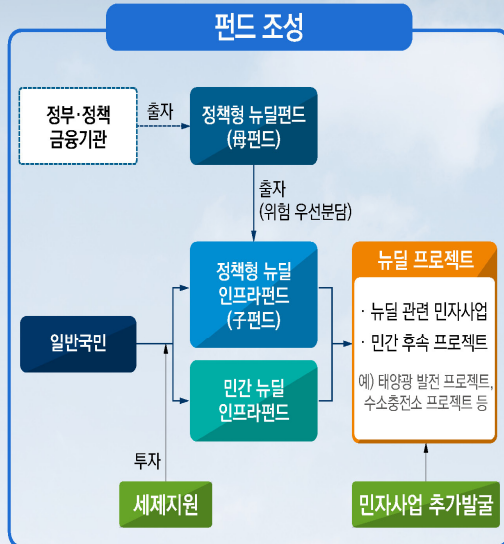 펀드 조성
정부·정책
금융기관
출자
정책형 뉴딜펀드
(母펀드)
출자
(위험 우선분담)
일반국민
정책형 뉴딜
인프라펀드
(子펀드)
민간 뉴딜
인프라펀드
뉴딜 프로젝트
· 뉴딜 관련 민자사업
· 민간 후속 프로젝트
예) 태양광 발전 프로젝트,
수소충전소 프로젝트 등
투자
세제지원
민자사업 추가발굴